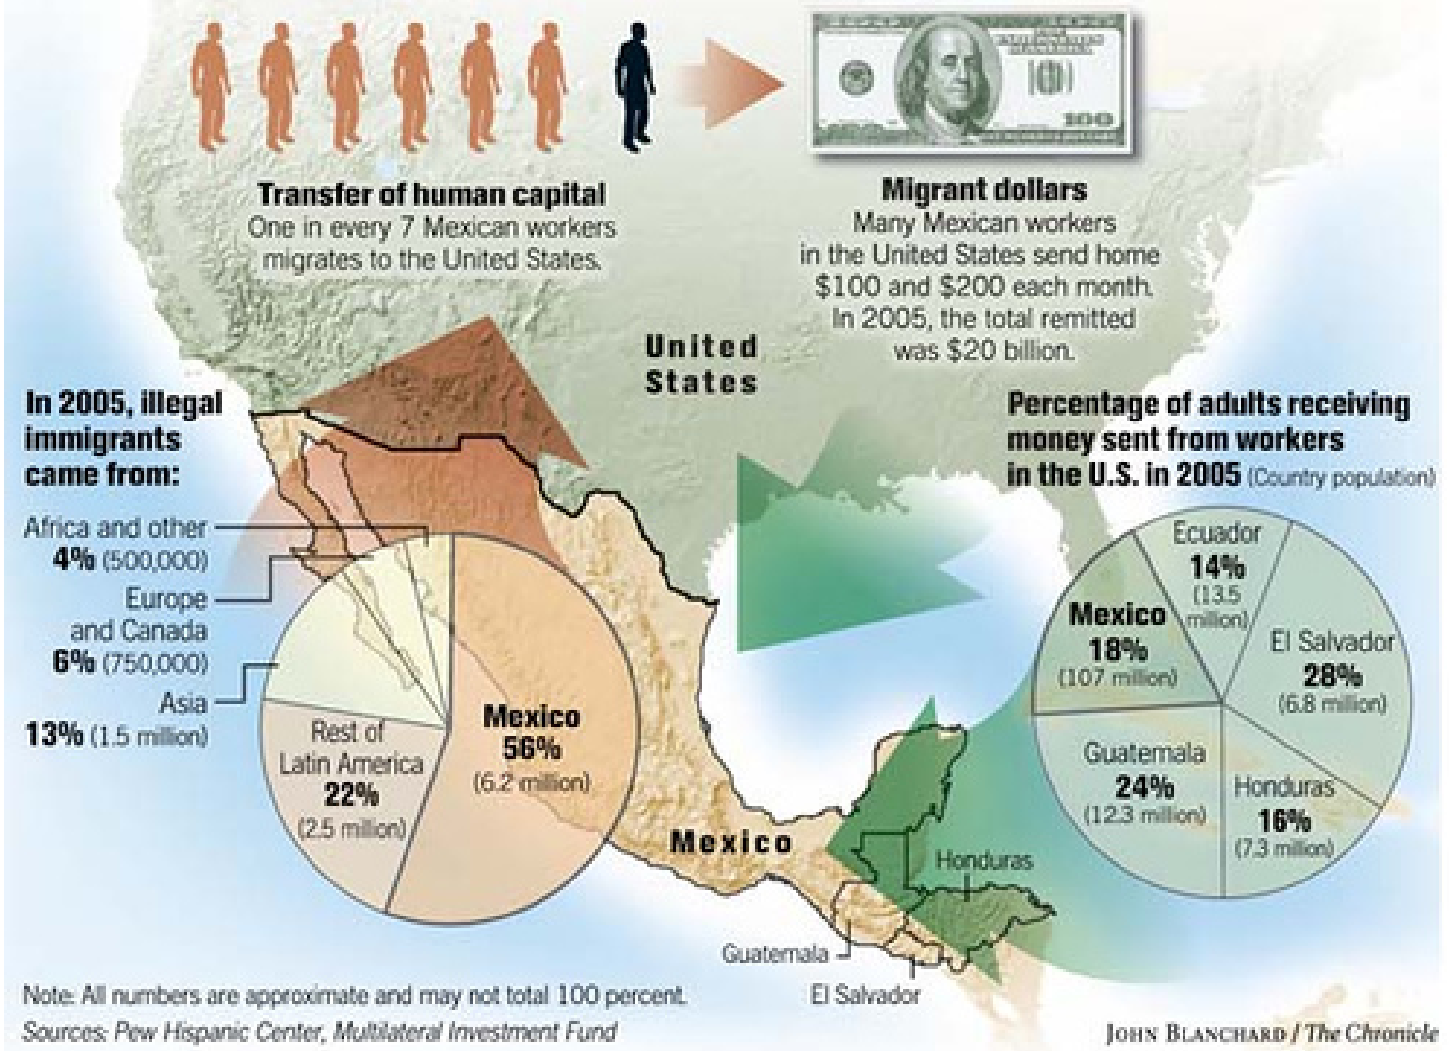 Transfer of human capital
One in every 7 Mexican workers
migrates to the United States.
100
Migrant dollars
Many Mexican workers
in the United States send home
$100 and $200 each month.
In 2005, the total remitted
was $20 billion.
United
States
In 2005, illegal
immigrants
came from:
Africa and other
4% (500,000)
Europe
and Canada
6% (750,000)
Asia
13% (1.5 million)
Rest of
Latin America
22%
(2.5 million)
Mexico
56%
(6.2 million)
Percentage of adults receiving
money sent from workers
in the U.S. in 2005 (Country population)
Ecuador
14%
(13.5
million)
Mexico
18%
(107 million)
El Salvador
28%
(6.8 million)
Guatemala
24%
(12.3 million)
Honduras
16%
(7.3 million)
Mexico
Honduras
Guatemala
El Salvador
Note: All numbers are approximate and may not total 100 percent.
Sources: Pew Hispanic Center, Multilateral Investment Fund
JOHN BLANCHARD / The Chronicle